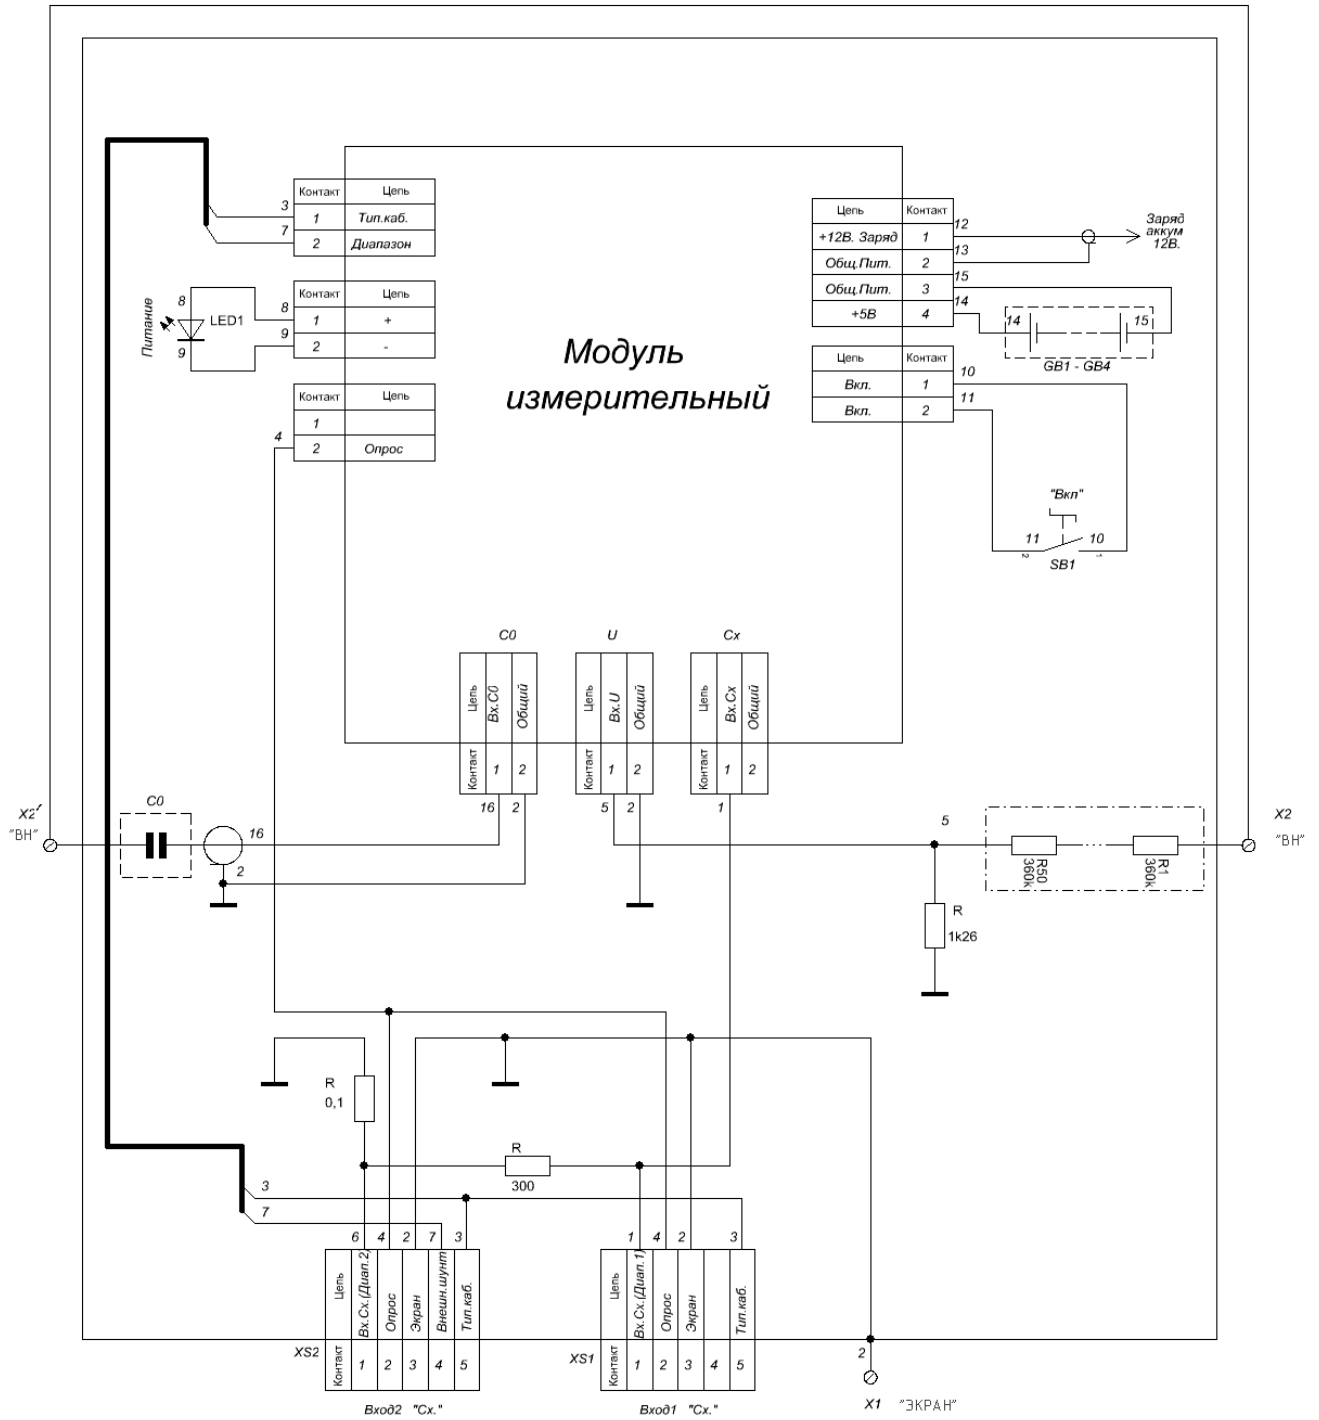 Контакт Цепь
3 1 Тип.каб.
7 2 Диапазон
Контакт Цепь
8 1 +
9 2 -
Питание
8
LED1
9
Контакт Цепь
1
4 2 Опрос
Модуль
измерительный
Цепь Контакт
+12В. Заряд 1 12
Общ.Пит. 2 13
Общ.Пит. 3 15
+5В 4 14
Заряд
аккум
12В.
14 15
GB1 - GB4
Цепь Контакт
Вкл. 1 10
Вкл. 2 11
"Вкл"
11 10
2 1
SB1
C0 U Cx
Цепь Вх.C0 Общий
Контакт 1 2
16 2
Цепь Вх.U Общий
Контакт 1 2
5 2
Цепь Вх.Cx Общий
Контакт 1 2
1
X2'
"ВН"
C0
16
2
5
R50
360k
R1
360k
X2
"ВН"
R
1k26
R
0,1
R
300
3
7
6 4 2 7 3
Цепь Вх.Сх.(Диап.2) Опрос Экран Внешн.шунт Тип.каб.
XS2
Контакт 1 2 3 4 5
Вход2 "Сх."
1 4 2 3
Цепь Вх.Сх.(Диап.1) Опрос Экран Тип.каб.
XS1
Контакт 1 2 3 4 5
Вход1 "Сх."
2
X1 "ЭКРАН"